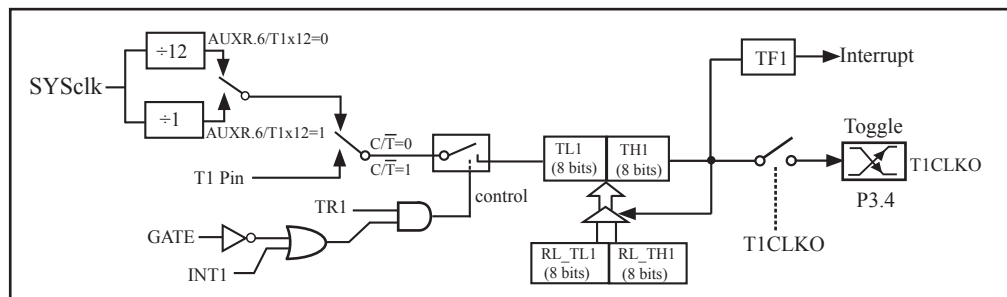 ÷12
AUXR.6/T1x12=0
SYSclk
÷1
AUXR.6/T1x12=1
T1 Pin
C/T̅=0
C/T̅=1
control
TR1
GATE
INT1
TL1
(8 bits)
TH1
(8 bits)
RL_TL1
(8 bits)
RL_TH1
(8 bits)
TF1
Interrupt
Toggle
T1CLKO
P3.4
T1CLKO